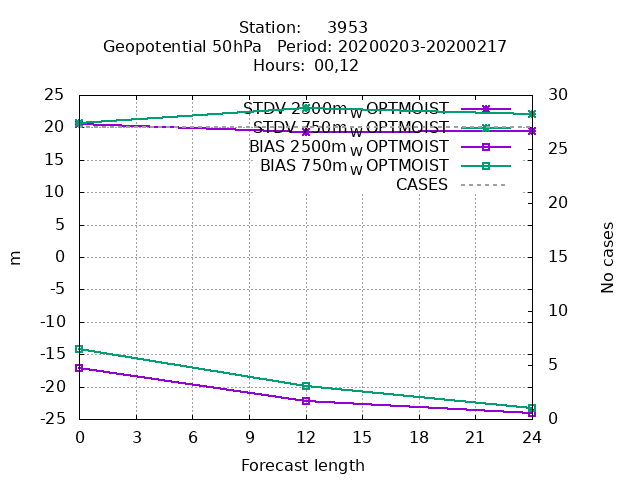 Station: 3953
Geopotential 50hPa Period: 20200203-20200217
Hours: 00,12
25 30
STDV 2500m W OPTMOIST
20 STDV 750m W OPTMOIST
25
BIAS 2500m W OPTMOIST
15 BIAS 750m W OPTMOIST
10 CASES
20
5
m 0 15 No cases
-5
10
-10
-15
5
-20
-25 0
0 3 6 9 12 15 18 21 24
Forecast length